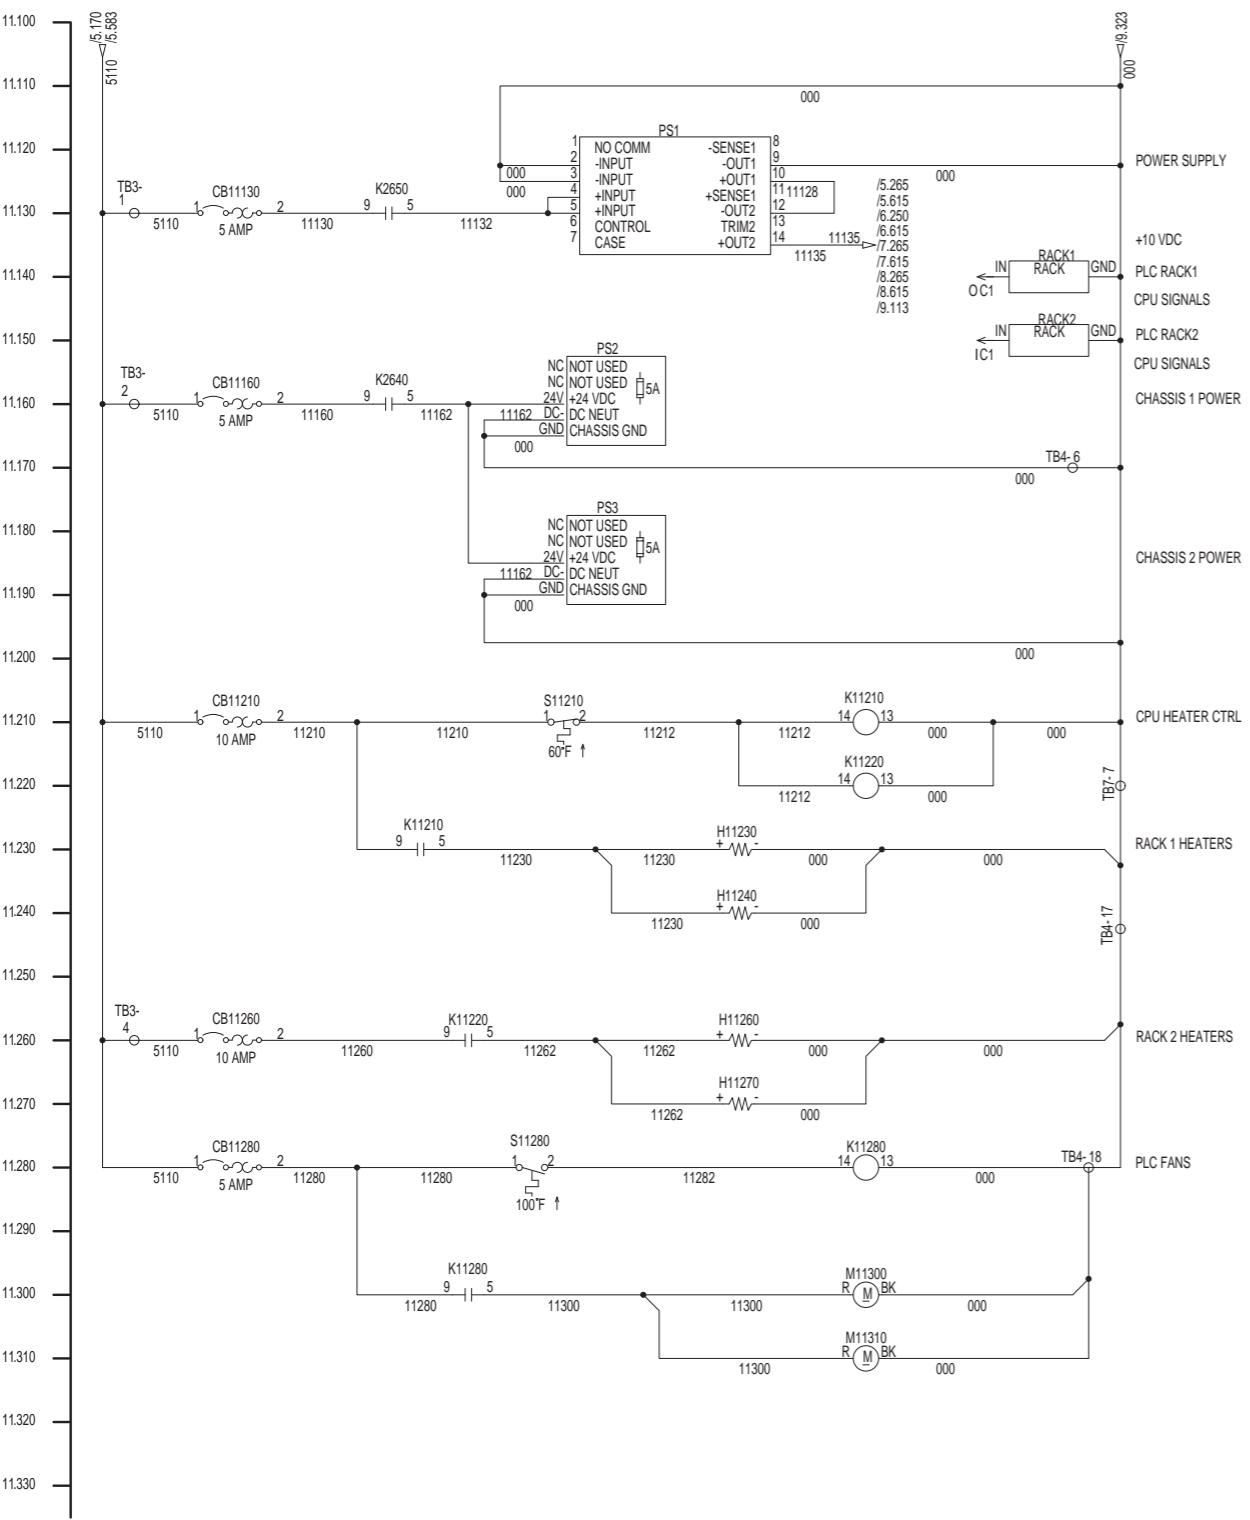 11.100
/5.170
/5.583
5110
/9.323
000
11.110
000
11.120
PS1
1 NO COMM -SENSE1 8
2 -INPUT -OUT1 9
3 -INPUT +OUT1 10
4 +INPUT +SENSE1 11
5 +INPUT -OUT2 12
6 CONTROL TRIM2 13
7 CASE +OUT2 14
000
000
000
11128
POWER SUPPLY
TB3-
1
5110
1 CB11130 2
5 AMP
11130
K2650
9 5
11132
11.130
11135
11135
/5.265
/5.615
/6.250
/6.615
/7.265
/7.615
/8.265
/8.615
/9.113
+10 VDC
11.140
RACK1
IN RACK GND
OC1
PLC RACK1
CPU SIGNALS
11.150
RACK2
IN RACK GND
IC1
PLC RACK2
CPU SIGNALS
PS2
NC NOT USED
NC NOT USED
24V +24 VDC
DC- DC NEUT
GND CHASSIS GND
5A
11162
000
11.160
TB3-
2
5110
1 CB11160 2
5 AMP
11160
K2640
9 5
11162
CHASSIS 1 POWER
11.170
TB4- 6
000
11.180
PS3
NC NOT USED
NC NOT USED
24V +24 VDC
DC- DC NEUT
GND CHASSIS GND
5A
11162
000
CHASSIS 2 POWER
11.190
11.200
000
11.210
5110
1 CB11210 2
10 AMP
11210
11210
S11210
1 2
60°F
11212
11212
K11210
14 13
000
000
CPU HEATER CTRL
11.220
K11220
14 13
11212
000
TB7- 7
11.230
K11210
9 5
11230
11230
H11230
+ -
000
000
RACK 1 HEATERS
11.240
H11240
+ -
11230
000
TB4- 17
11.250
11.260
TB3-
4
5110
1 CB11260 2
10 AMP
11260
K11220
9 5
11262
11262
H11260
+ -
000
000
RACK 2 HEATERS
11.270
H11270
+ -
11262
000
11.280
5110
1 CB11280 2
5 AMP
11280
11280
S11280
1 2
100°F
11282
K11280
14 13
000
TB4- 18
PLC FANS
11.290
11.300
11280
K11280
9 5
11300
11300
M11300
R M BK
000
11.310
M11310
R M BK
11300
000
11.320
11.330